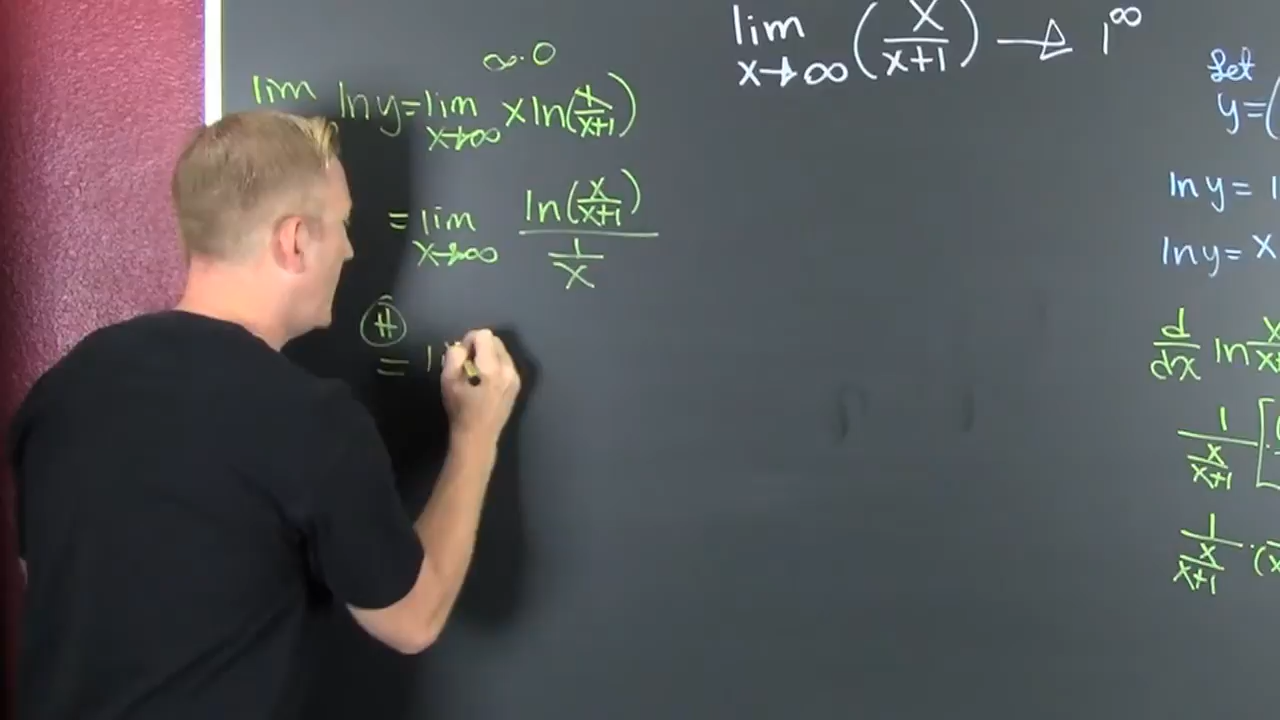 lim x→∞ (x/(x+1)) → 1^∞
∞·0
lim ln y = lim x→∞ x ln(x/(x+1))
= lim x→∞ ln(x/(x+1)) / (1/x)
Ⓗ
= l
Let
y = (
ln y =
ln y = x
d/dx ln x/x+
1/(x/(x+1)) · [
1/(x/(x+1)) · (x